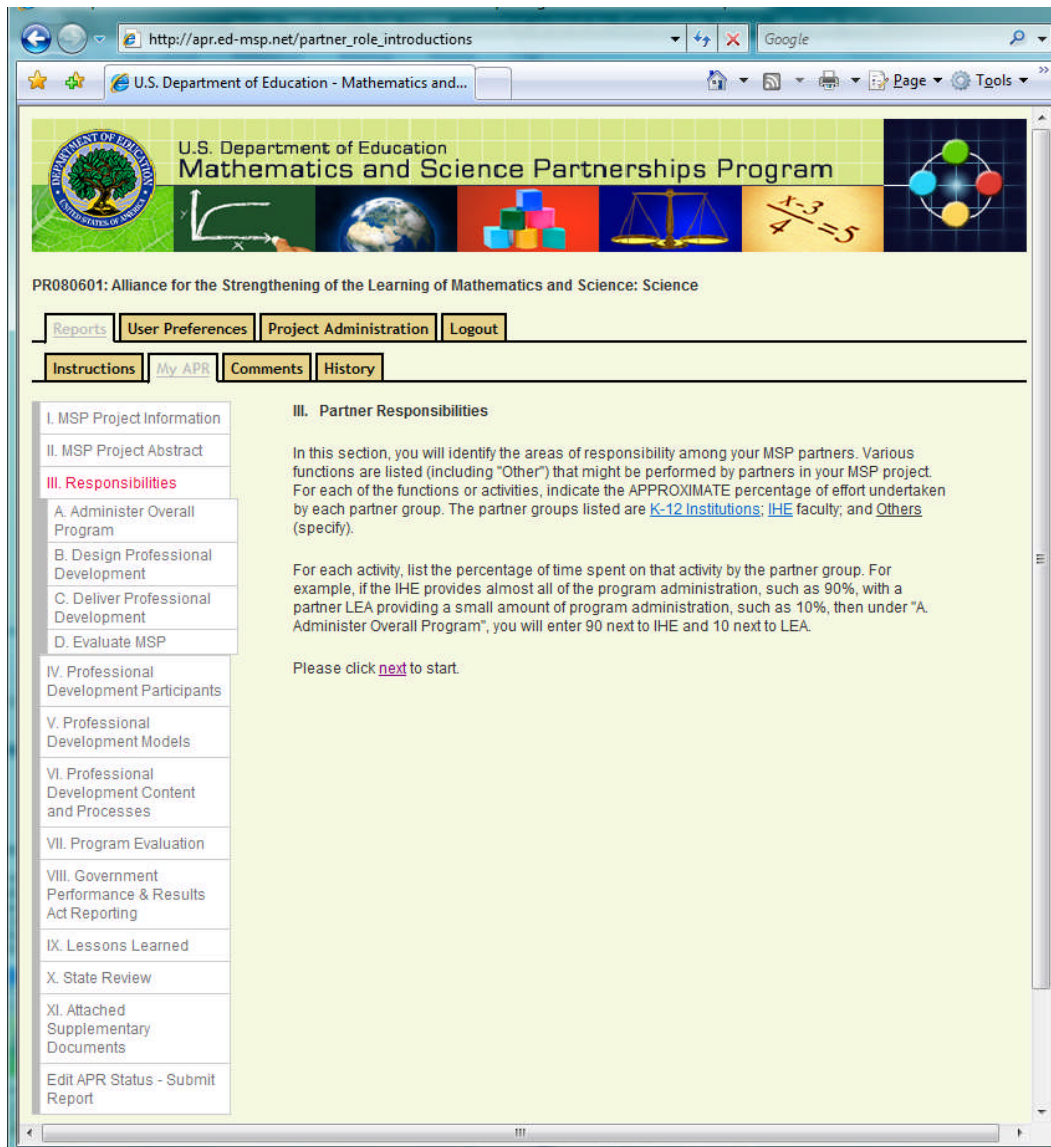 http://apr.ed-msp.net/partner_role_introductions
Google
U.S. Department of Education - Mathematics and...
Page
Tools
DEPARTMENT OF EDUCATION
UNITED STATES OF AMERICA
U.S. Department of Education
Mathematics and Science Partnerships Program
y
x
x-3
4
=5
PR080601: Alliance for the Strengthening of the Learning of Mathematics and Science: Science
Reports User Preferences Project Administration Logout
Instructions My APR Comments History
I. MSP Project Information
II. MSP Project Abstract
III. Responsibilities
A. Administer Overall
Program
B. Design Professional
Development
C. Deliver Professional
Development
D. Evaluate MSP
IV. Professional
Development Participants
V. Professional
Development Models
VI. Professional
Development Content
and Processes
VII. Program Evaluation
VIII. Government
Performance & Results
Act Reporting
IX. Lessons Learned
X. State Review
XI. Attached
Supplementary
Documents
Edit APR Status - Submit
Report
III. Partner Responsibilities
In this section, you will identify the areas of responsibility among your MSP partners. Various
functions are listed (including "Other") that might be performed by partners in your MSP project.
For each of the functions or activities, indicate the APPROXIMATE percentage of effort undertaken
by each partner group. The partner groups listed are K-12 Institutions; IHE faculty; and Others
(specify).
For each activity, list the percentage of time spent on that activity by the partner group. For
example, if the IHE provides almost all of the program administration, such as 90%, with a
partner LEA providing a small amount of program administration, such as 10%, then under "A.
Administer Overall Program", you will enter 90 next to IHE and 10 next to LEA.
Please click next to start.